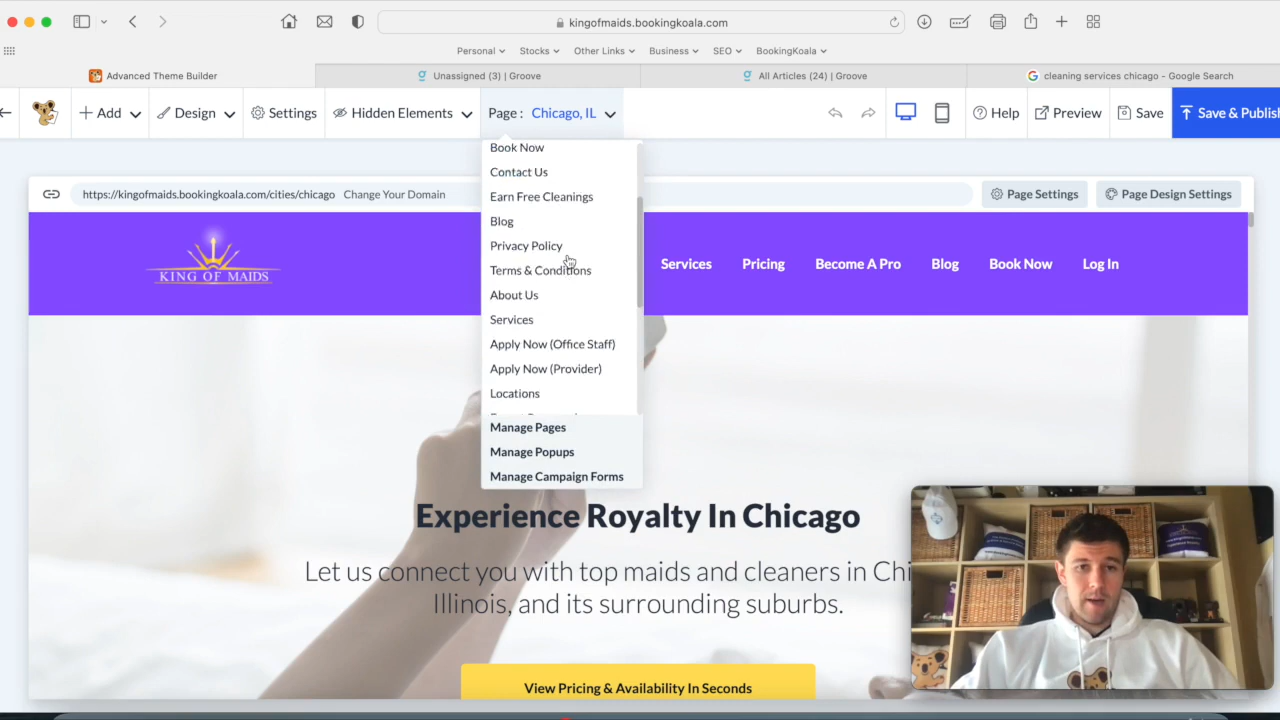 kingofmaids.bookingkoala.com
Personal Stocks Other Links Business SEO BookingKoala
Advanced Theme Builder
Unassigned (3) | Groove
All Articles (24) | Groove
cleaning services chicago - Google Search
Add Design Settings Hidden Elements Page : Chicago, IL Help Preview Save Save & Publish
Book Now
Contact Us
Earn Free Cleanings
Blog
Privacy Policy
Terms & Conditions
About Us
Services
Apply Now (Office Staff)
Apply Now (Provider)
Locations
Manage Pages
Manage Popups
Manage Campaign Forms
https://kingofmaids.bookingkoala.com/cities/chicago Change Your Domain
Page Settings Page Design Settings
KING OF MAIDS
Services Pricing Become A Pro Blog Book Now Log In
Experience Royalty In Chicago
Let us connect you with top maids and cleaners in Chi
Illinois, and its surrounding suburbs.
View Pricing & Availability In Seconds